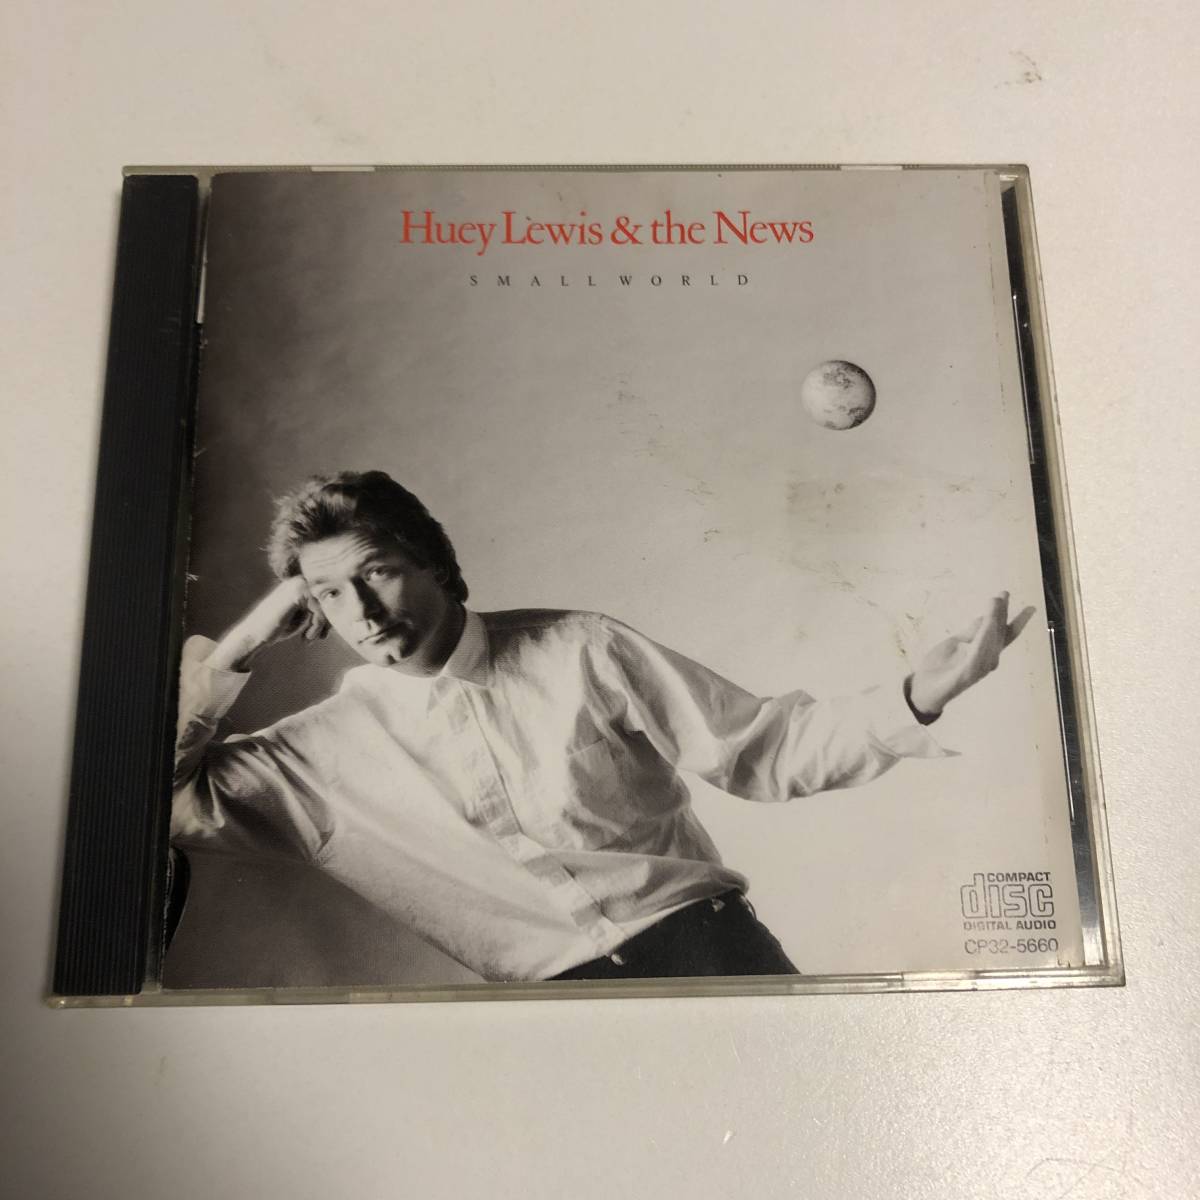 Huey Lewis & the News
SMALL WORLD
COMPACT
disc
DIGITAL AUDIO
CP32-5660